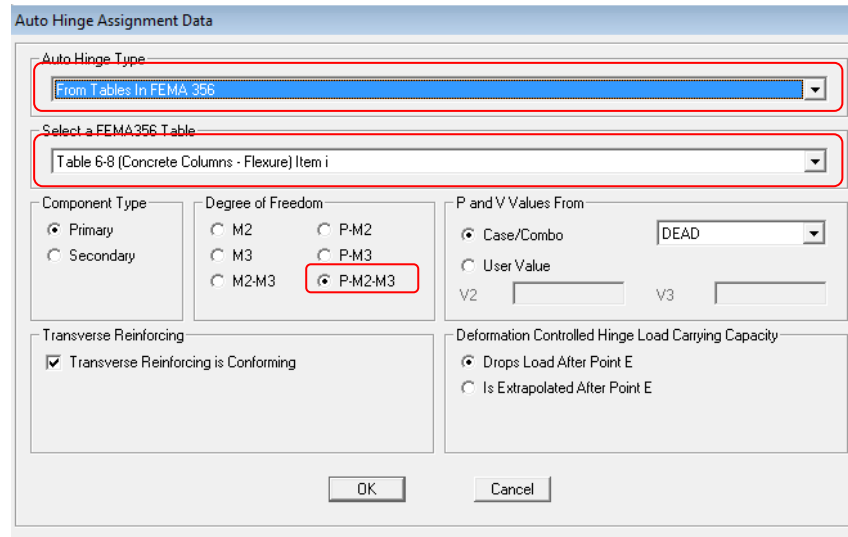 Auto Hinge Assignment Data
Auto Hinge Type
From Tables In FEMA 356
Select a FEMA356 Table
Table 6-8 (Concrete Columns - Flexure) Item i
Component Type
Primary
Secondary
Degree of Freedom
M2
P-M2
M3
P-M3
M2-M3
P-M2-M3
P and V Values From
Case/Combo
DEAD
User Value
V2
V3
Transverse Reinforcing
Transverse Reinforcing is Conforming
Deformation Controlled Hinge Load Carrying Capacity
Drops Load After Point E
Is Extrapolated After Point E
OK
Cancel